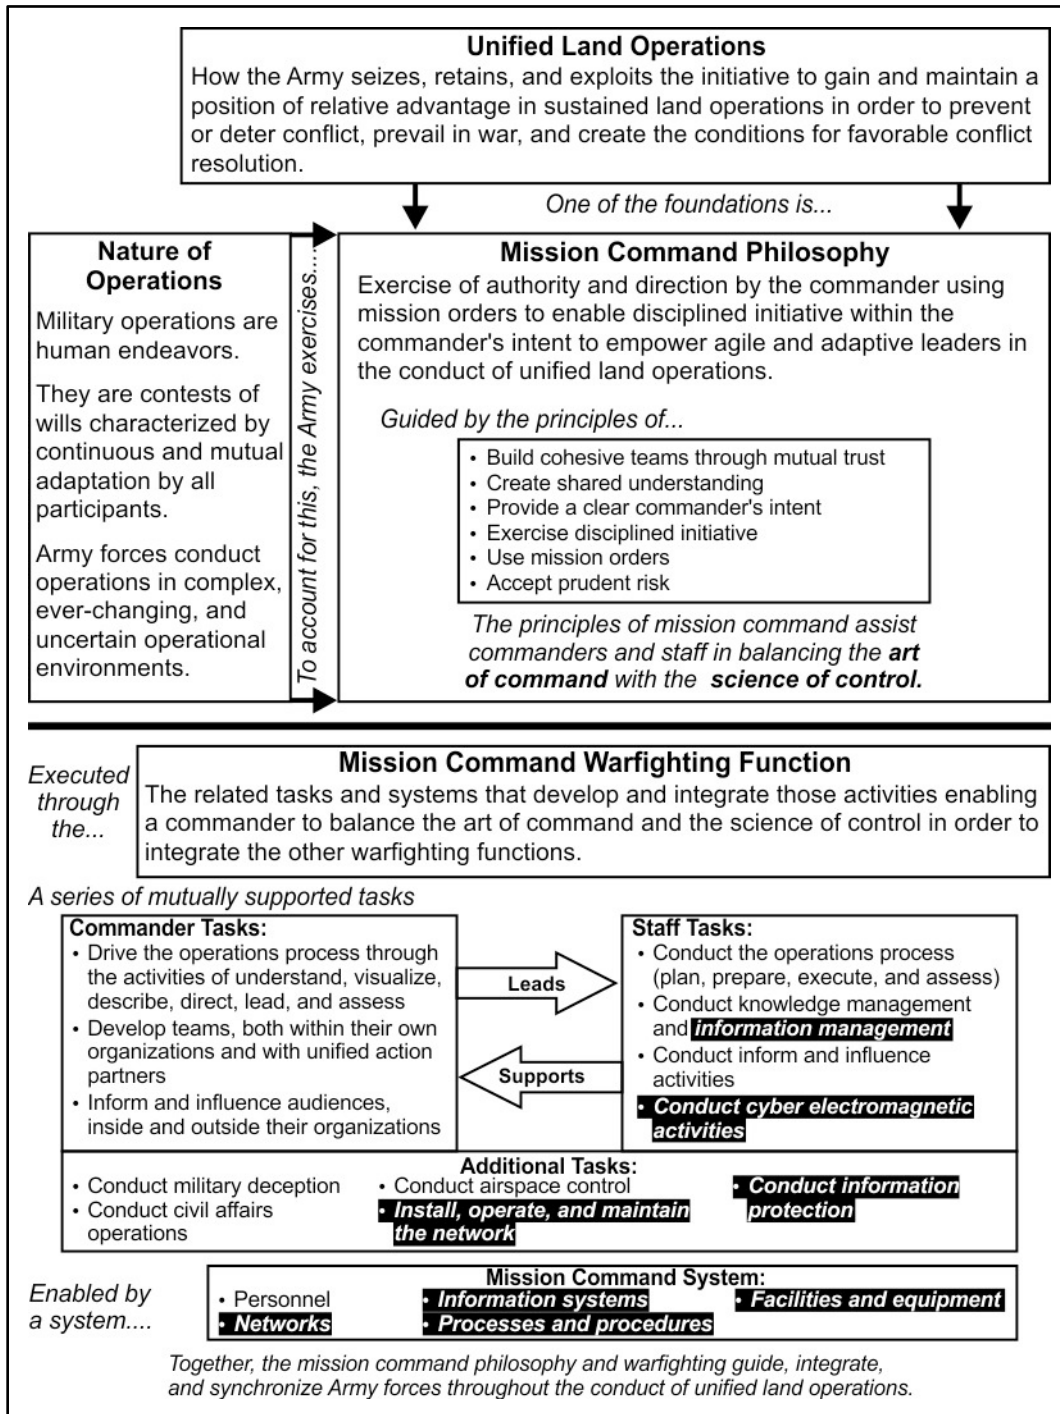 Unified Land Operations
How the Army seizes, retains, and exploits the initiative to gain and maintain a
position of relative advantage in sustained land operations in order to prevent
or deter conflict, prevail in war, and create the conditions for favorable conflict
resolution.
One of the foundations is...
Nature of
Operations
Military operations are
human endeavors.
They are contests of
wills characterized by
continuous and mutual
adaptation by all
participants.
Army forces conduct
operations in complex,
ever-changing, and
uncertain operational
environments.
To account for this, the Army exercises....
Mission Command Philosophy
Exercise of authority and direction by the commander using
mission orders to enable disciplined initiative within the
commander's intent to empower agile and adaptive leaders in
the conduct of unified land operations.
Guided by the principles of...
• Build cohesive teams through mutual trust
• Create shared understanding
• Provide a clear commander's intent
• Exercise disciplined initiative
• Use mission orders
• Accept prudent risk
The principles of mission command assist
commanders and staff in balancing the art
of command with the science of control.
Executed
through
the...
Mission Command Warfighting Function
The related tasks and systems that develop and integrate those activities enabling
a commander to balance the art of command and the science of control in order to
integrate the other warfighting functions.
A series of mutually supported tasks
Commander Tasks:
• Drive the operations process through
the activities of understand, visualize,
describe, direct, lead, and assess
• Develop teams, both within their own
organizations and with unified action
partners
• Inform and influence audiences,
inside and outside their organizations
Leads
Supports
Staff Tasks:
• Conduct the operations process
(plan, prepare, execute, and assess)
• Conduct knowledge management
and information management
• Conduct inform and influence
activities
• Conduct cyber electromagnetic
activities
Additional Tasks:
• Conduct military deception
• Conduct civil affairs
operations
• Conduct airspace control
• Install, operate, and maintain
the network
• Conduct information
protection
Enabled by
a system....
Mission Command System:
• Personnel
• Networks
• Information systems
• Processes and procedures
• Facilities and equipment
Together, the mission command philosophy and warfighting guide, integrate,
and synchronize Army forces throughout the conduct of unified land operations.